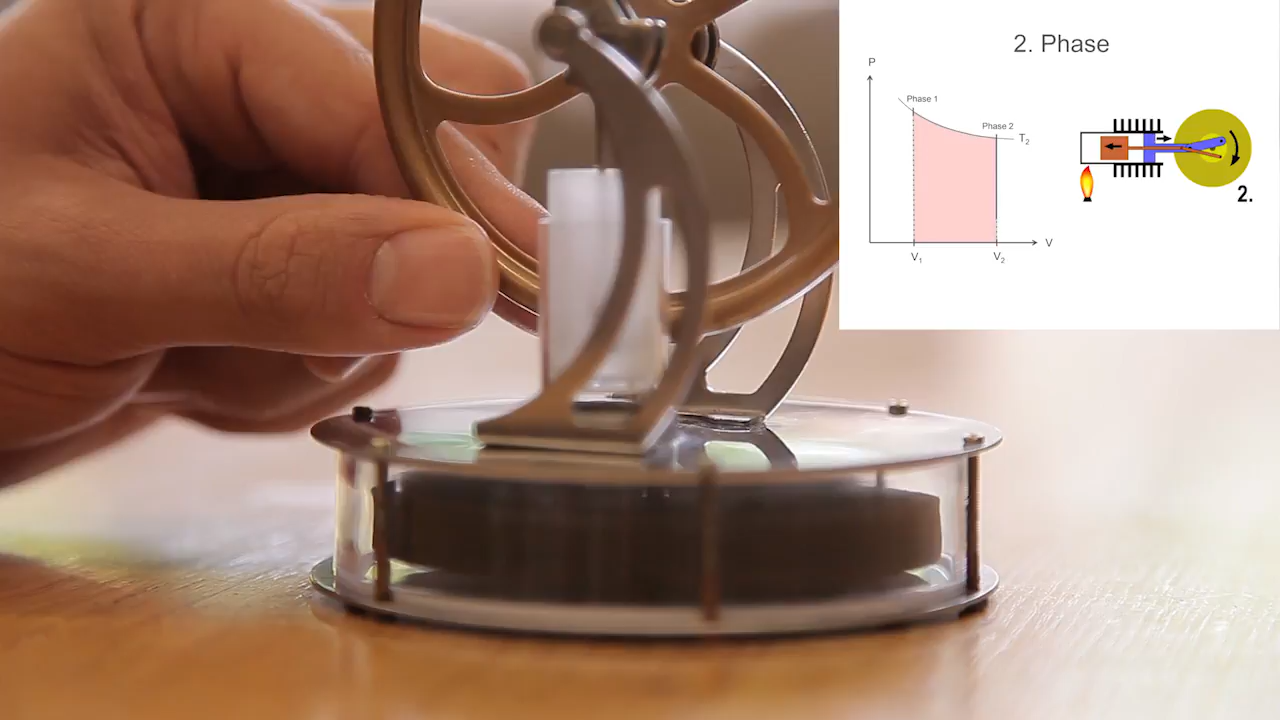 2. Phase
P
Phase 1
Phase 2
T₂
V
V₁
V₂
2.